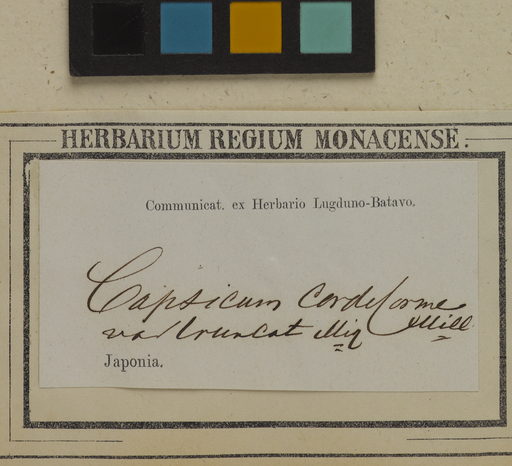 HERBARIUM REGIUM MONACENSE.
Communicat. ex Herbario Lugduno-Batavo.
Capsicum cordiforme
var truncat Miq Mill
Japonia.